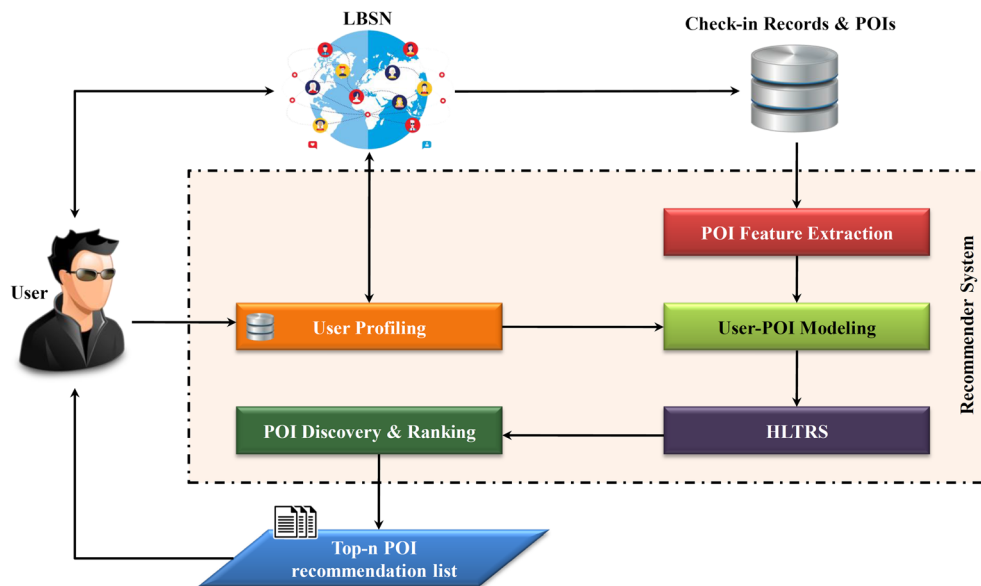 LBSN
Check-in Records & POIs
POI Feature Extraction
User
User Profiling
User-POI Modeling
Recommender System
POI Discovery & Ranking
HLTRS
Top-n POI
recommendation list